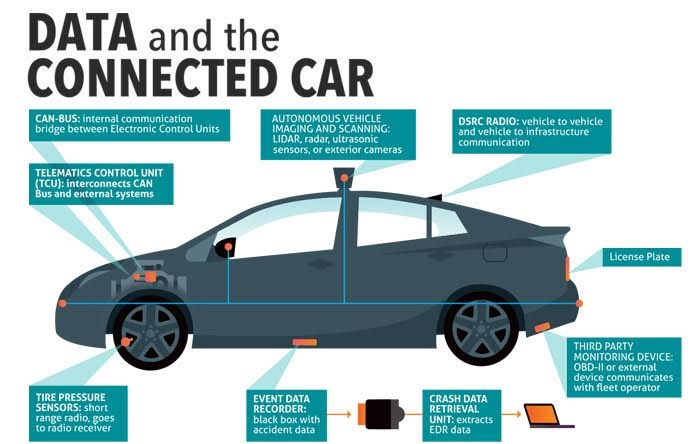 DATA and the
CONNECTED CAR
CAN-BUS: internal communication
bridge between Electronic Control Units
AUTONOMOUS VEHICLE
IMAGING AND SCANNING:
LIDAR, radar, ultrasonic
sensors, or exterior cameras
DSRC RADIO: vehicle to vehicle
and vehicle to infrastructure
communication
TELEMATICS CONTROL UNIT
(TCU): interconnects CAN
Bus and external systems
License Plate
THIRD PARTY
MONITORING DEVICE:
OBD-II or external
device communicates
with fleet operator
TIRE PRESSURE
SENSORS: short
range radio, goes
to radio receiver
EVENT DATA
RECORDER:
black box with
accident data
CRASH DATA
RETRIEVAL
UNIT: extracts
EDR data